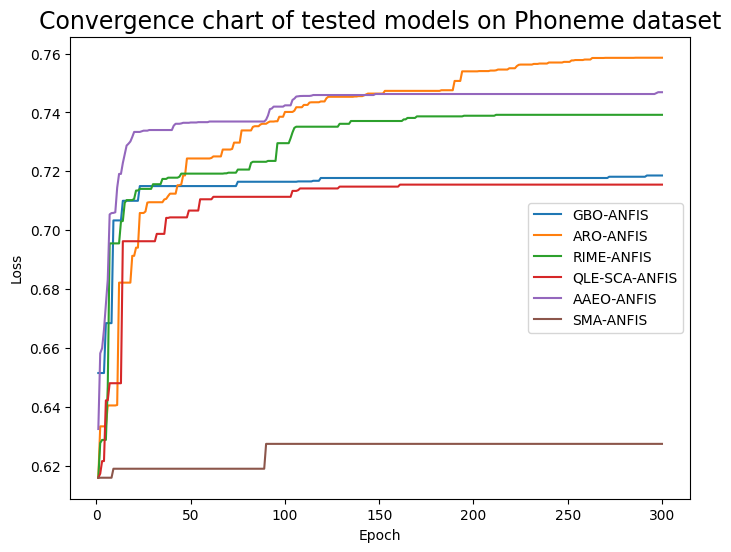 Convergence chart of tested models on Phoneme dataset
0.76
0.74
0.72
0.70
0.68
0.66
0.64
0.62
Loss
0
50
100
150
200
250
300
Epoch
GBO-ANFIS
ARO-ANFIS
RIME-ANFIS
QLE-SCA-ANFIS
AAEO-ANFIS
SMA-ANFIS